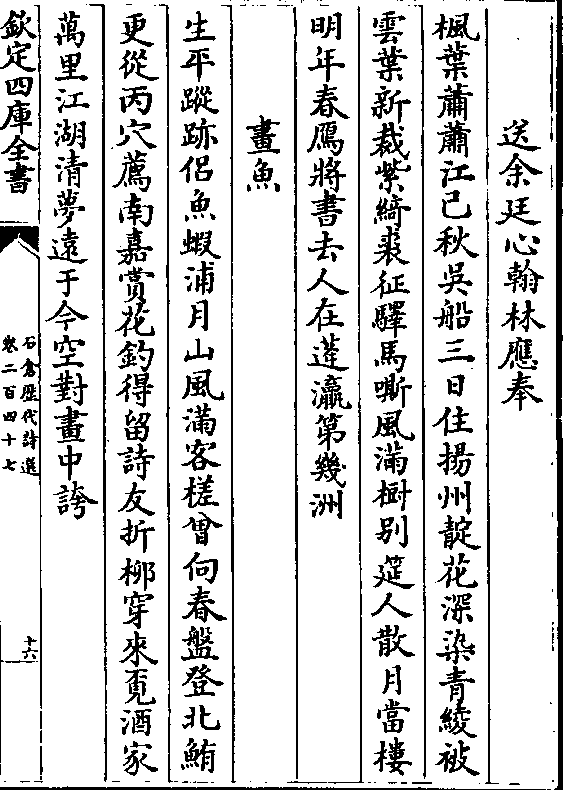 送余廷心翰林應奉
楓葉蕭蕭江已秋吳船三日住揚州靛花深染青綾被
雲葉新裁紫綺裘征驛馬嘶風滿樹别筵人散月當樓
明年春鴈將書去人在蓬瀛第幾洲
畫魚
生平蹤跡侣魚蝦浦月山風滿客槎曾向春盤登北鮪
更從丙穴薦南嘉賞花釣得留詩友折栁穿來覔酒家
萬里江湖清夢遠于今空對畫中誇
欽定四庫全書
石倉歴代詩選
卷二百四十七
十六